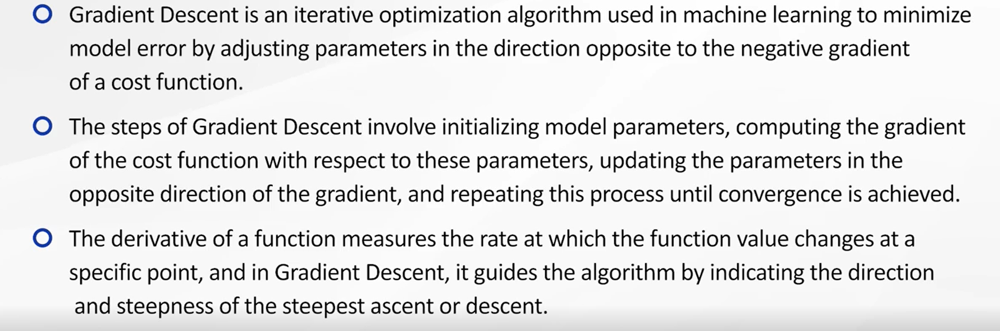 Gradient Descent is an iterative optimization algorithm used in machine learning to minimize
model error by adjusting parameters in the direction opposite to the negative gradient
of a cost function.
The steps of Gradient Descent involve initializing model parameters, computing the gradient
of the cost function with respect to these parameters, updating the parameters in the
opposite direction of the gradient, and repeating this process until convergence is achieved.
The derivative of a function measures the rate at which the function value changes at a
specific point, and in Gradient Descent, it guides the algorithm by indicating the direction
and steepness of the steepest ascent or descent.